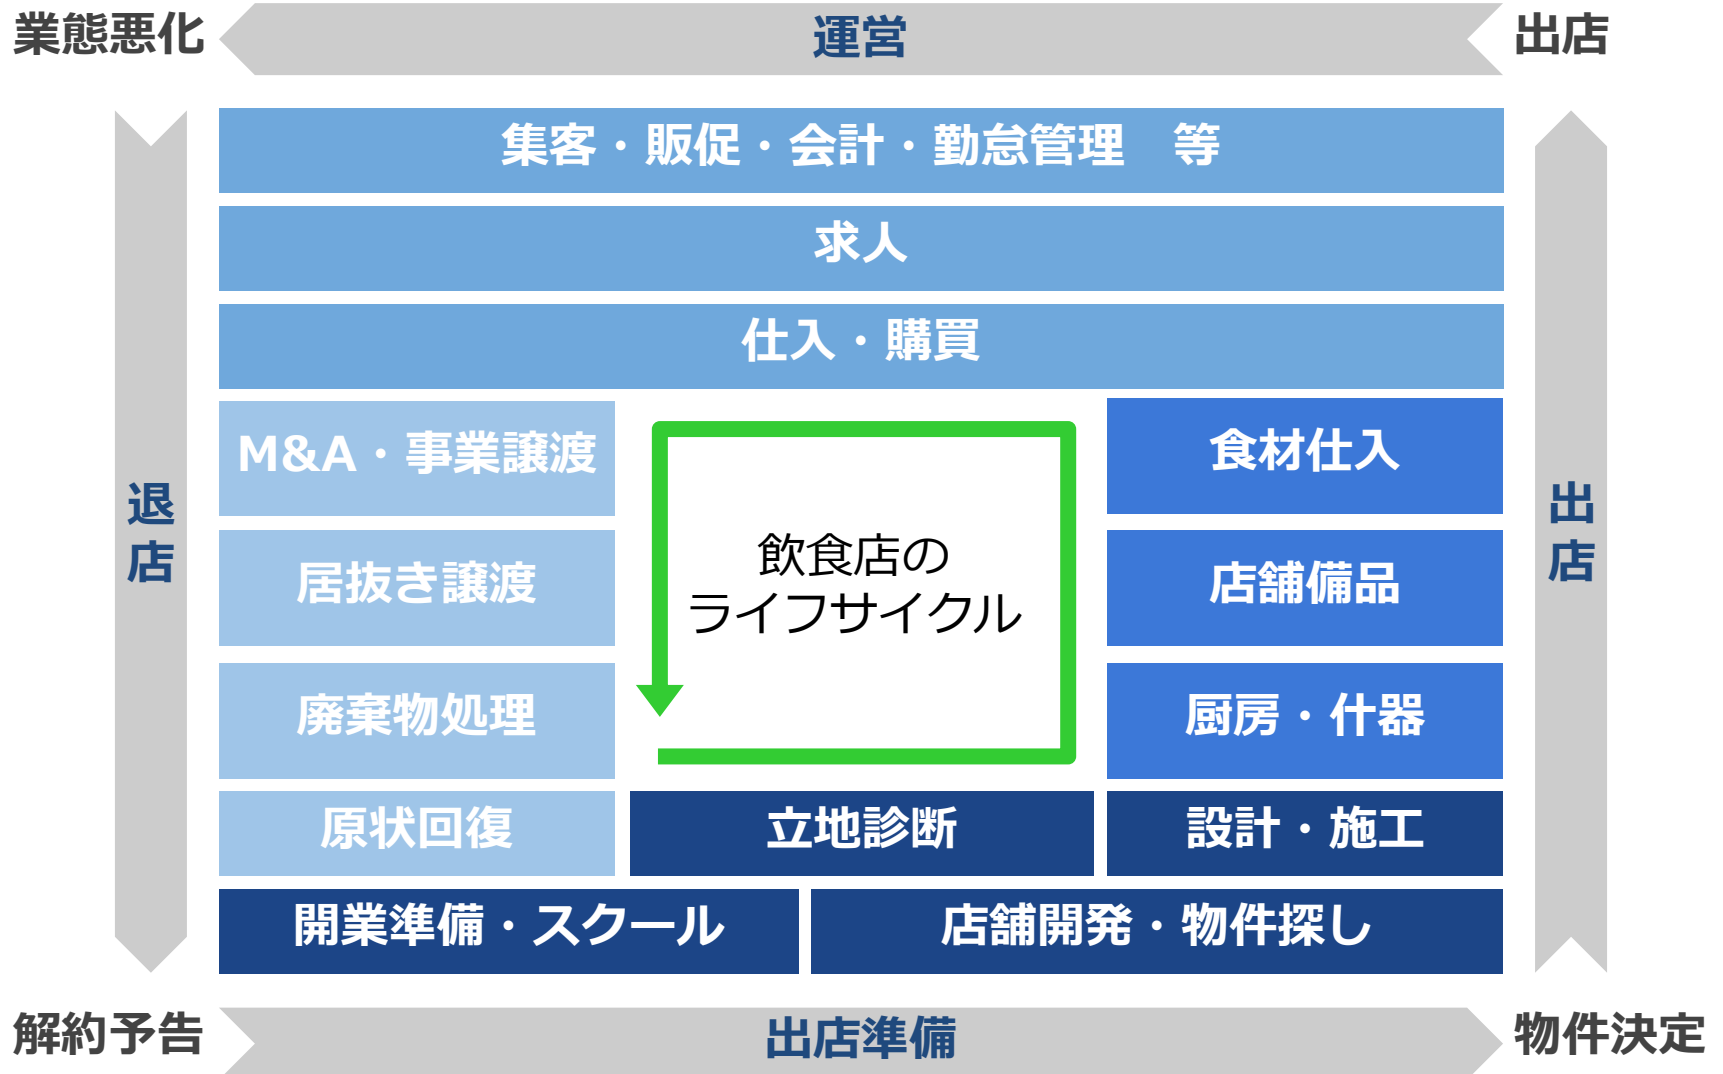 業態悪化
運営
出店
集客・販促・会計・勤怠管理　等
求人
仕入・購買
M&A・事業譲渡
食材仕入
退店
飲食店の
ライフサイクル
出店
居抜き譲渡
店舗備品
廃棄物処理
厨房・什器
原状回復
立地診断
設計・施工
開業準備・スクール
店舗開発・物件探し
解約予告
出店準備
物件決定